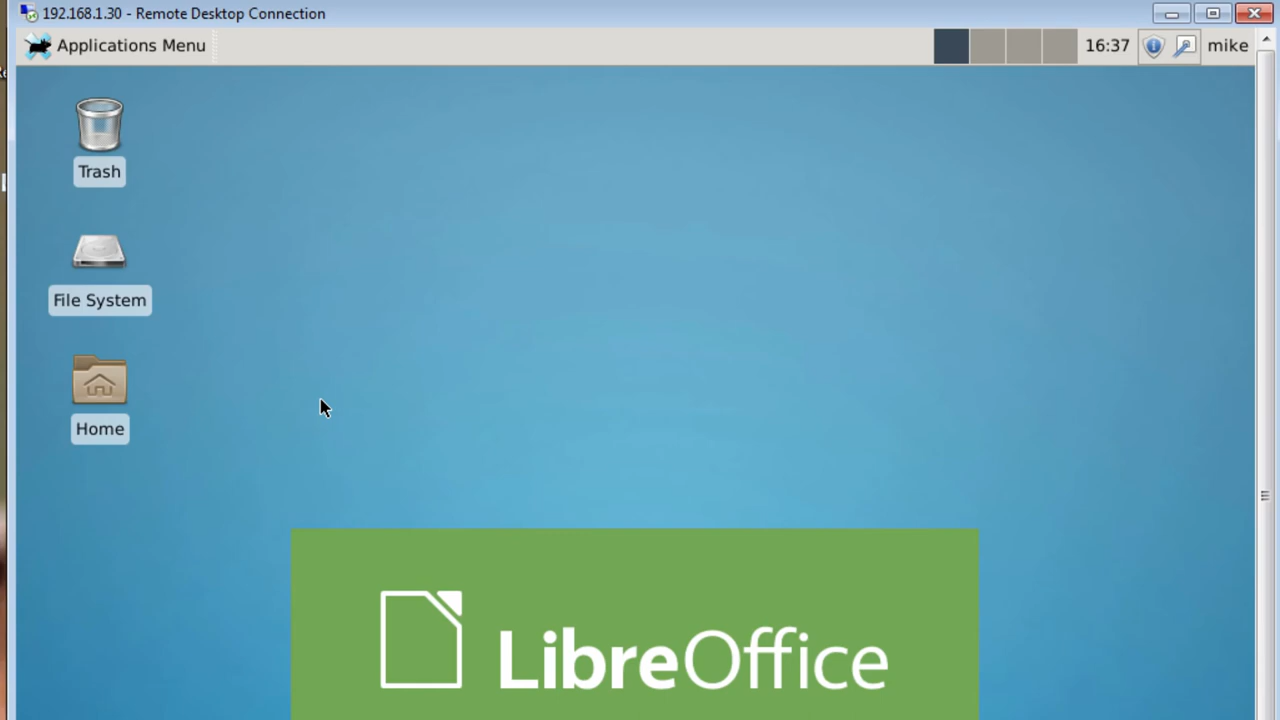 192.168.1.30 - Remote Desktop Connection
Applications Menu
16:37
mike
Trash
File System
Home
LibreOffice